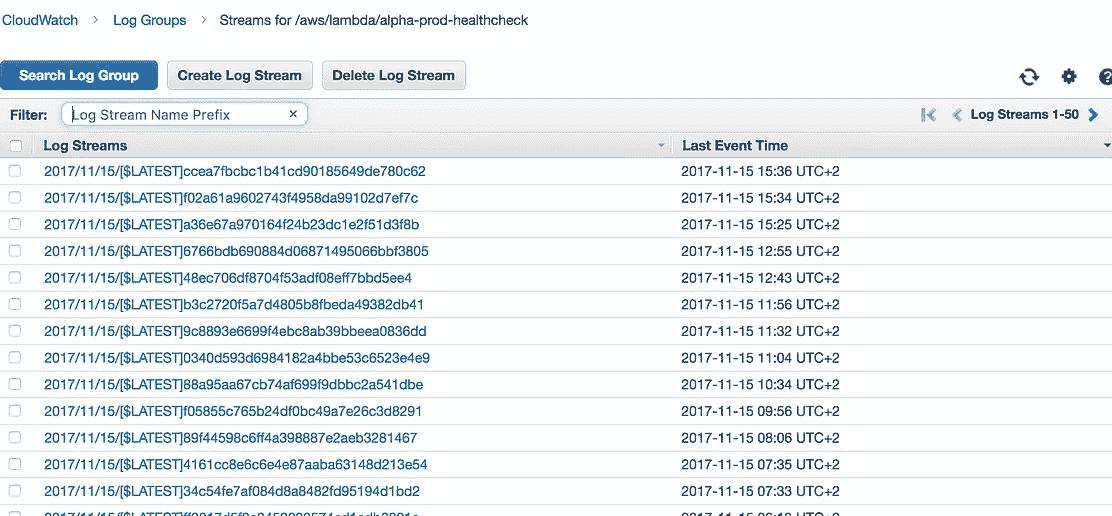 CloudWatch > Log Groups > Streams for /aws/lambda/alpha-prod-healthcheck
Search Log Group Create Log Stream Delete Log Stream
Filter: Log Stream Name Prefix × Log Streams 1-50
Log Streams Last Event Time
2017/11/15/[$LATEST]ccea7fbcbc1b41cd90185649de780c62 2017-11-15 15:36 UTC+2
2017/11/15/[$LATEST]f02a61a9602743f4958da99102d7ef7c 2017-11-15 15:34 UTC+2
2017/11/15/[$LATEST]a36e67a970164f24b23dc1e2f51d3f8b 2017-11-15 15:25 UTC+2
2017/11/15/[$LATEST]6766bdb690884d06871495066bbf3805 2017-11-15 12:55 UTC+2
2017/11/15/[$LATEST]48ec706df8704f53adf08eff7bbd5ee4 2017-11-15 12:43 UTC+2
2017/11/15/[$LATEST]b3c2720f5a7d4805b8fbeda49382db41 2017-11-15 11:56 UTC+2
2017/11/15/[$LATEST]9c8893e6699f4ebc8ab39bbeea0836dd 2017-11-15 11:32 UTC+2
2017/11/15/[$LATEST]0340d593d6984182a4bbe53c6523e4e9 2017-11-15 11:04 UTC+2
2017/11/15/[$LATEST]88a95aa67cb74af699f9dbbc2a541dbe 2017-11-15 10:34 UTC+2
2017/11/15/[$LATEST]f05855c765b24df0bc49a7e26c3d8291 2017-11-15 09:56 UTC+2
2017/11/15/[$LATEST]89f44598c6ff4a398887e2aeb3281467 2017-11-15 08:06 UTC+2
2017/11/15/[$LATEST]4161cc8e6c6e4e87aaba63148d213e54 2017-11-15 07:35 UTC+2
2017/11/15/[$LATEST]34c54fe7af084d8a8482fd95194d1bd2 2017-11-15 07:33 UTC+2